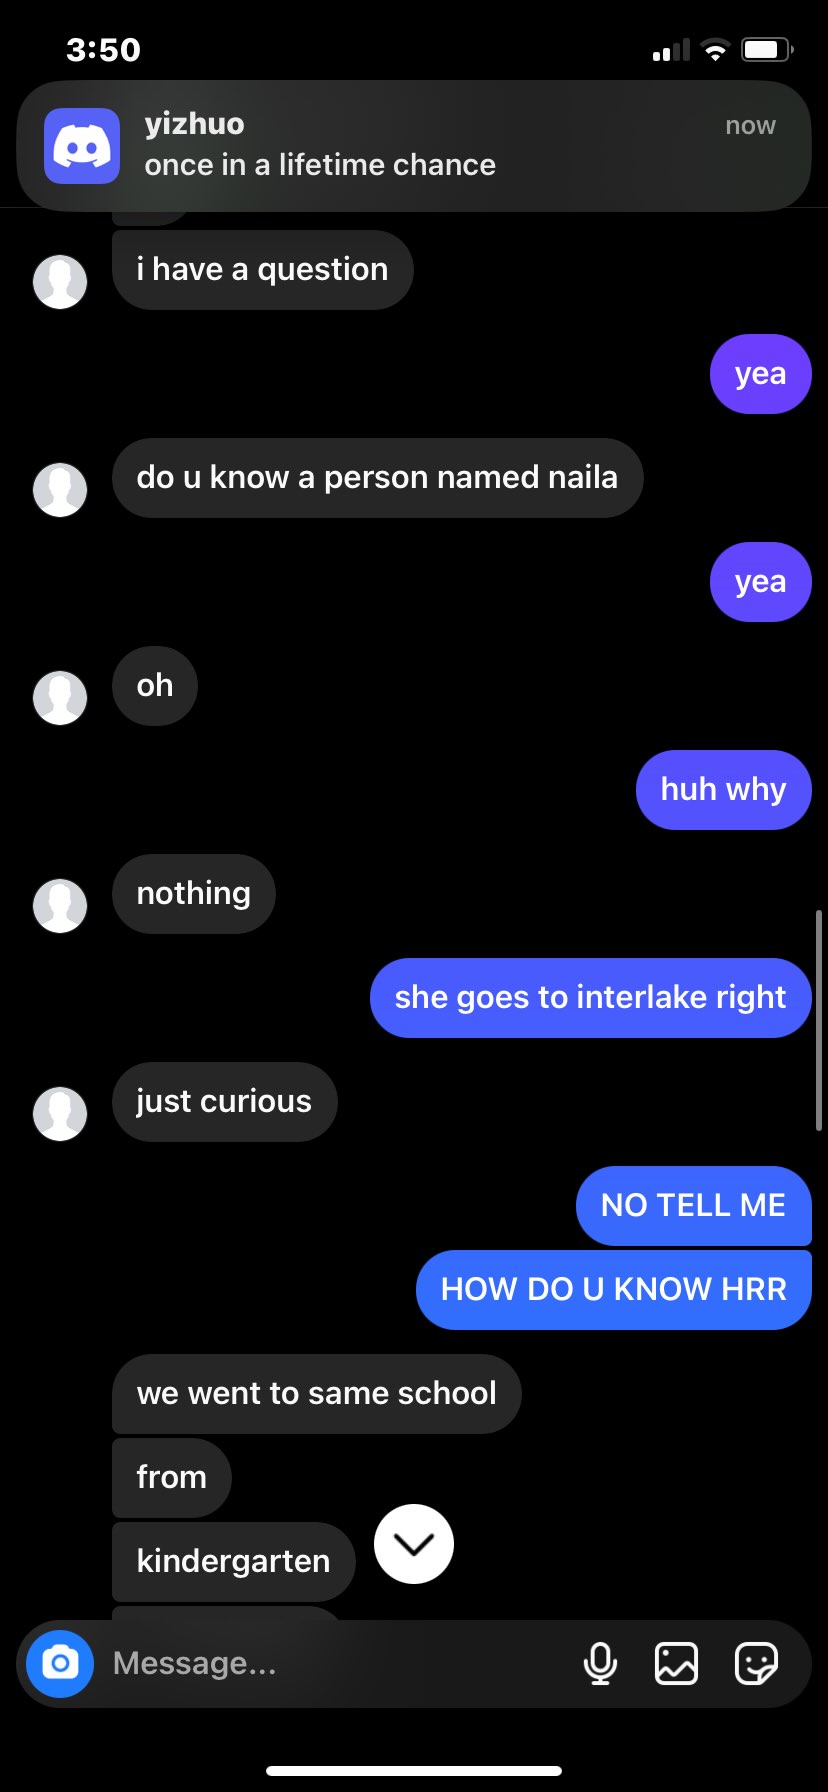 3:50
yizhuo
now
once in a lifetime chance
i have a question
yea
do u know a person named naila
yea
oh
huh why
nothing
she goes to interlake right
just curious
NO TELL ME
HOW DO U KNOW HRR
we went to same school
from
kindergarten
Message...